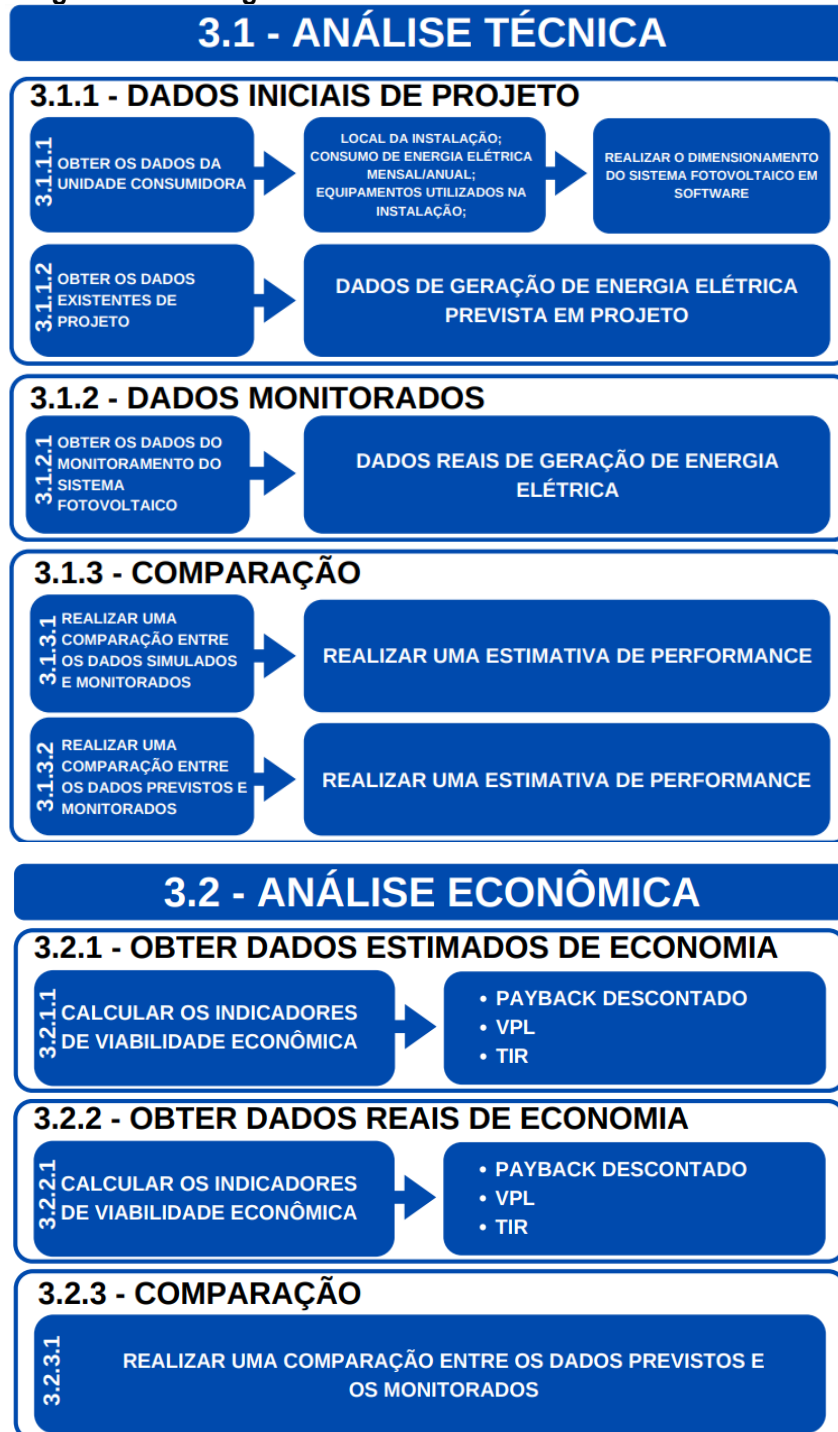 3.1 - ANÁLISE TÉCNICA
3.1.1 - DADOS INICIAIS DE PROJETO
3.1.1.1
OBTER OS DADOS DA
UNIDADE CONSUMIDORA
LOCAL DA INSTALAÇÃO;
CONSUMO DE ENERGIA ELÉTRICA
MENSAL/ANUAL;
EQUIPAMENTOS UTILIZADOS NA
INSTALAÇÃO;
REALIZAR O DIMENSIONAMENTO
DO SISTEMA FOTOVOLTAICO EM
SOFTWARE
3.1.1.2
OBTER OS DADOS
EXISTENTES DE
PROJETO
DADOS DE GERAÇÃO DE ENERGIA ELÉTRICA
PREVISTA EM PROJETO
3.1.2 - DADOS MONITORADOS
3.1.2.1
OBTER OS DADOS DO
MONITORAMENTO DO
SISTEMA
FOTOVOLTAICO
DADOS REAIS DE GERAÇÃO DE ENERGIA
ELÉTRICA
3.1.3 - COMPARAÇÃO
3.1.3.1
REALIZAR UMA
COMPARAÇÃO ENTRE
OS DADOS SIMULADOS
E MONITORADOS
REALIZAR UMA ESTIMATIVA DE PERFORMANCE
3.1.3.2
REALIZAR UMA
COMPARAÇÃO ENTRE
OS DADOS PREVISTOS E
MONITORADOS
REALIZAR UMA ESTIMATIVA DE PERFORMANCE
3.2 - ANÁLISE ECONÔMICA
3.2.1 - OBTER DADOS ESTIMADOS DE ECONOMIA
3.2.1.1
CALCULAR OS INDICADORES
DE VIABILIDADE ECONÔMICA
• PAYBACK DESCONTADO
• VPL
• TIR
3.2.2 - OBTER DADOS REAIS DE ECONOMIA
3.2.2.1
CALCULAR OS INDICADORES
DE VIABILIDADE ECONÔMICA
• PAYBACK DESCONTADO
• VPL
• TIR
3.2.3 - COMPARAÇÃO
3.2.3.1
REALIZAR UMA COMPARAÇÃO ENTRE OS DADOS PREVISTOS E
OS MONITORADOS